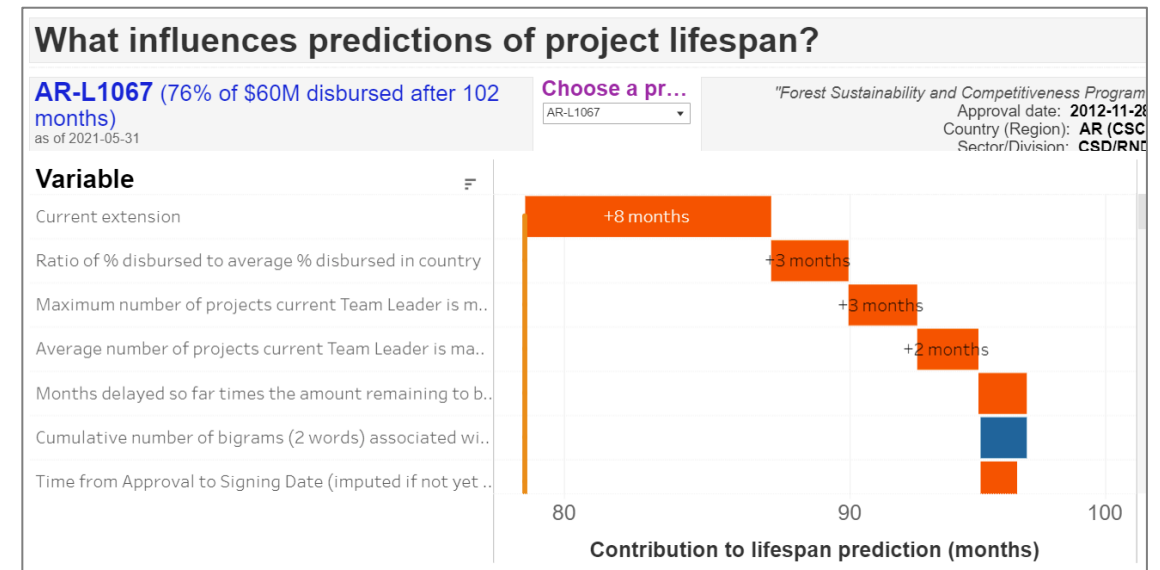 What influences predictions of project lifespan?
AR-L1067 (76% of $60M disbursed after 102
months)
as of 2021-05-31
Choose a pr...
AR-L1067
"Forest Sustainability and Competitiveness Program
Approval date: 2012-11-28
Country (Region): AR (CSC
Sector/Division: CSD/RND
Variable
Current extension
+8 months
Ratio of % disbursed to average % disbursed in country
+3 months
Maximum number of projects current Team Leader is m..
+3 months
Average number of projects current Team Leader is ma..
+2 months
Months delayed so far times the amount remaining to b..
Cumulative number of bigrams (2 words) associated wi..
Time from Approval to Signing Date (imputed if not yet ..
80 90 100
Contribution to lifespan prediction (months)